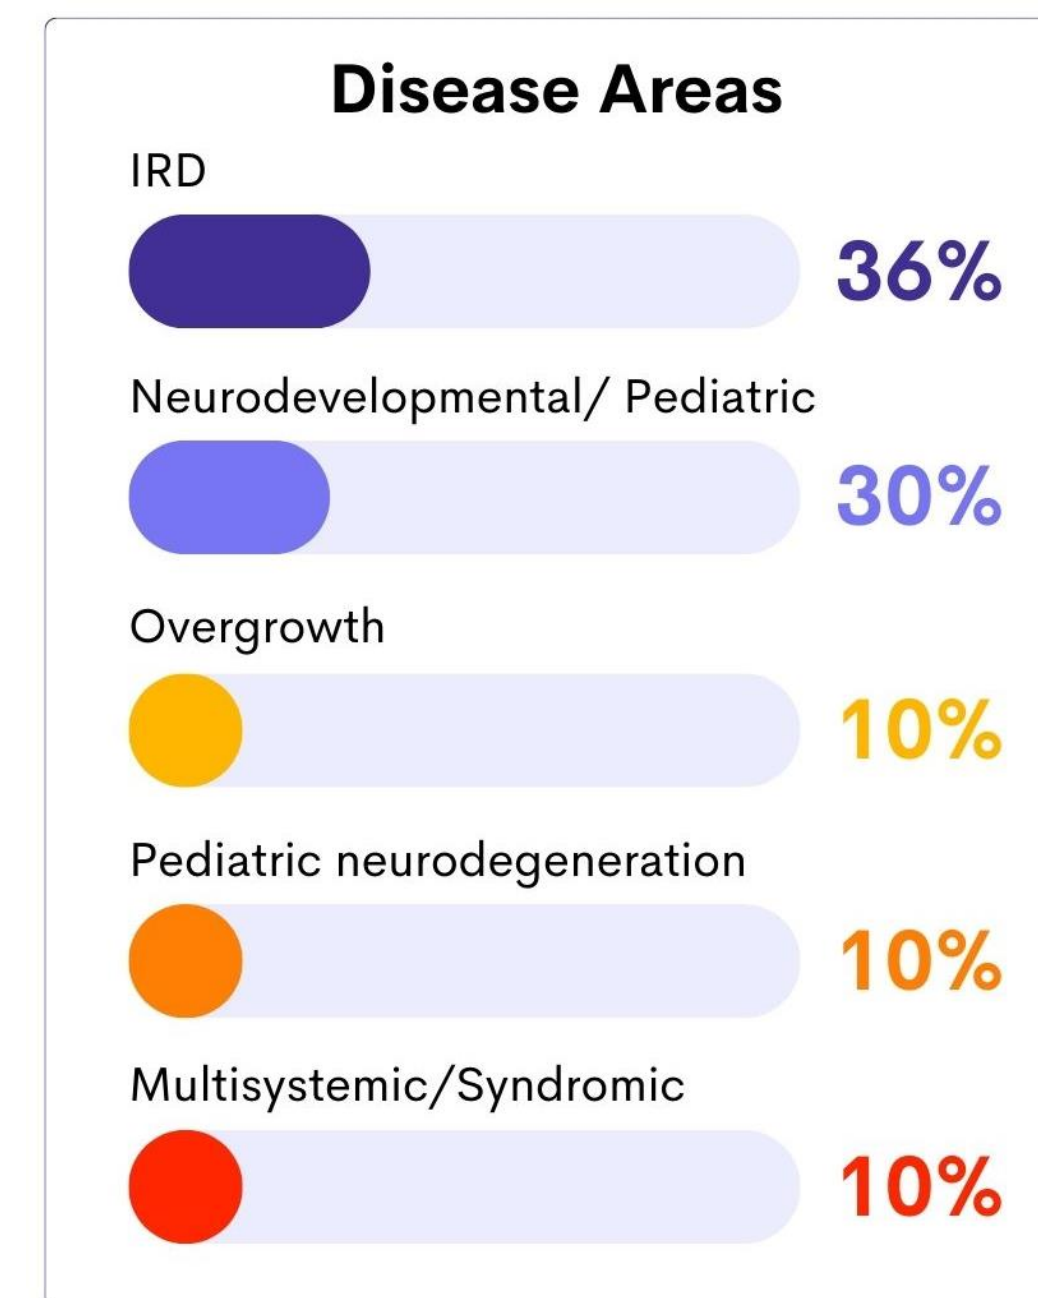 Disease Areas
IRD
36%
Neurodevelopmental/ Pediatric
30%
Overgrowth
10%
Pediatric neurodegeneration
10%
Multisystemic/Syndromic
10%